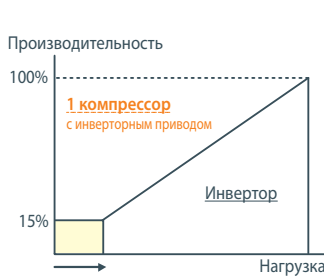 Производительность
100%
1 компрессор
с инверторным приводом
Инвертор
15%
Нагрузка